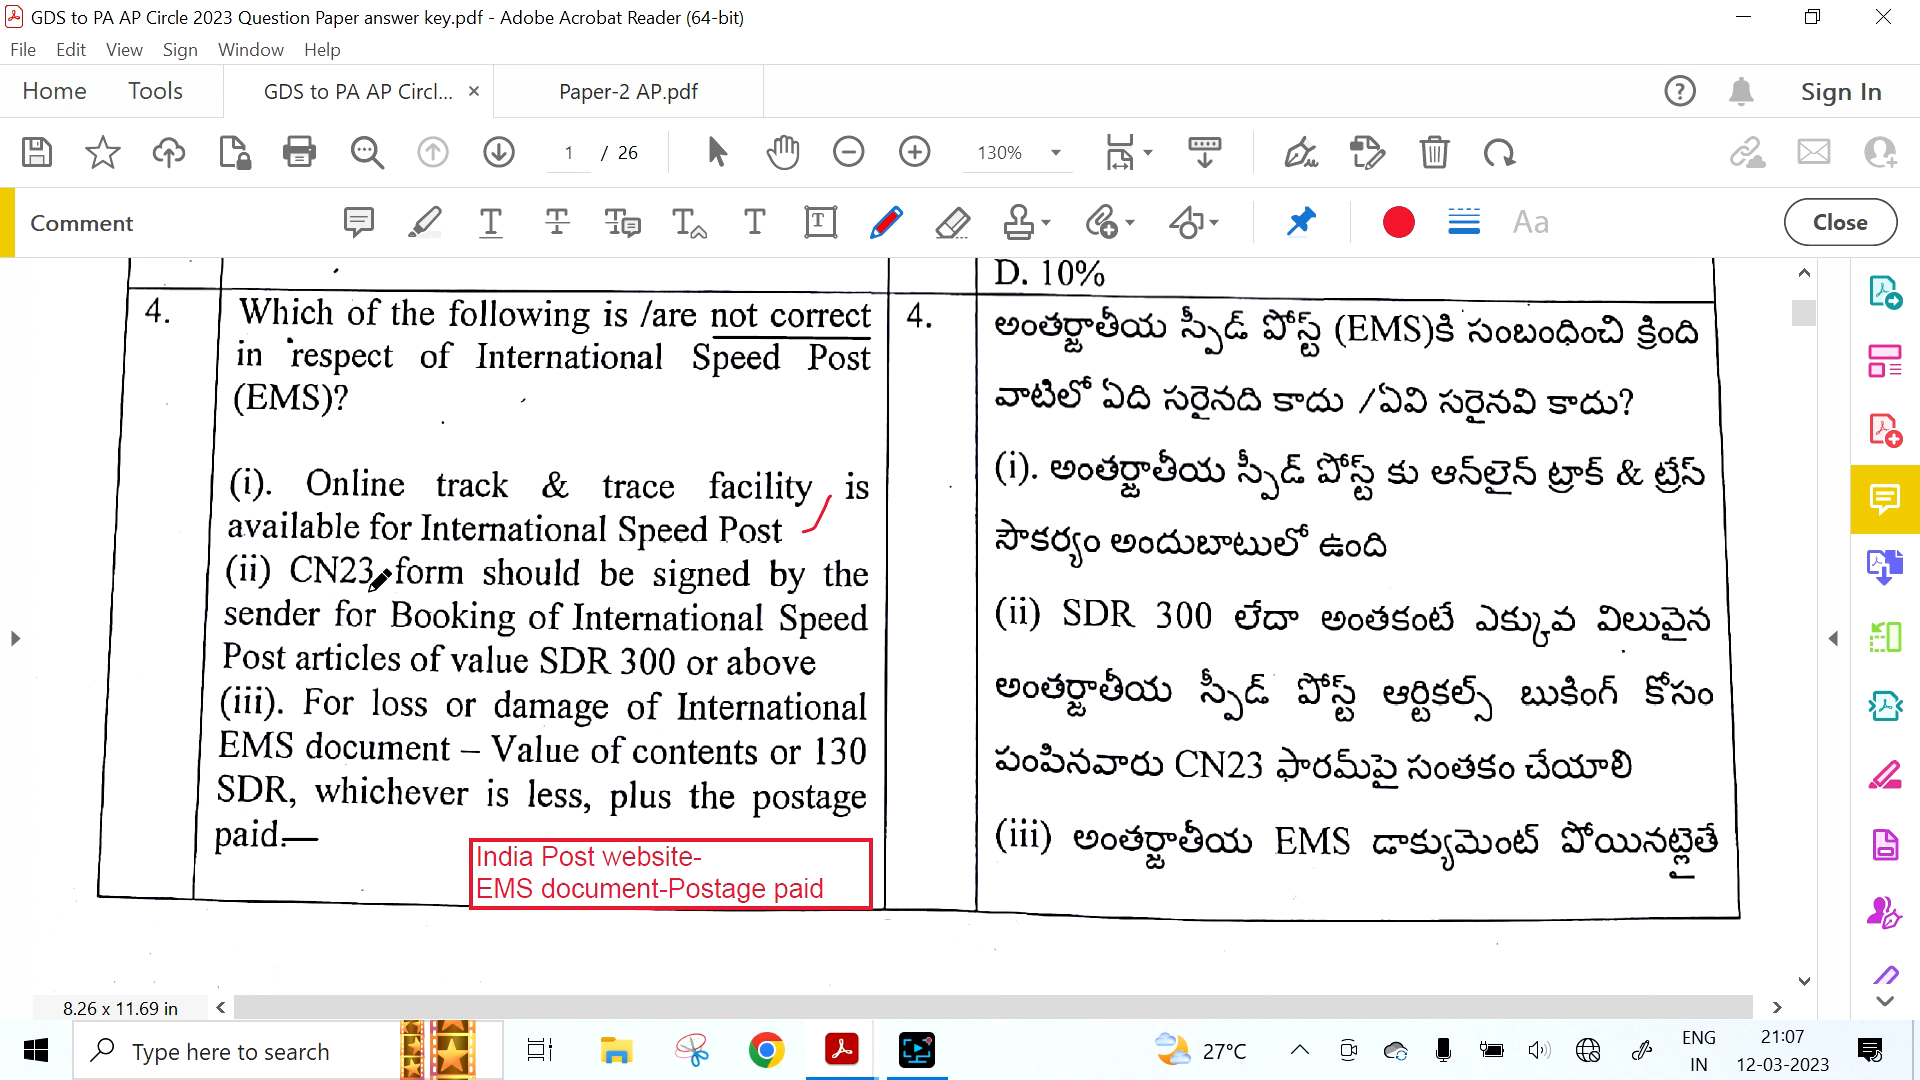 GDS to PA AP Circle 2023 Question Paper answer key.pdf - Adobe Acrobat Reader (64-bit)
File Edit View Sign Window Help
Home Tools GDS to PA AP Circl... × Paper-2 AP.pdf Sign In
1 / 26 130%
Comment Aa Close
D. 10%
4. Which of the following is /are not correct
in respect of International Speed Post
(EMS)?
(i). Online track & trace facility is
available for International Speed Post
(ii) CN23 form should be signed by the
sender for Booking of International Speed
Post articles of value SDR 300 or above
(iii). For loss or damage of International
EMS document – Value of contents or 130
SDR, whichever is less, plus the postage
paid.
India Post website-
EMS document-Postage paid
4. అంతర్జాతీయ స్పీడ్ పోస్ట్ (EMS)కి సంబంధించి క్రింది
వాటిలో ఏది సరైనది కాదు /ఏవి సరైనవి కాదు?
(i). అంతర్జాతీయ స్పీడ్ పోస్ట్ కు ఆన్‌లైన్ ట్రాక్ & ట్రేస్
సౌకర్యం అందుబాటులో ఉంది
(ii) SDR 300 లేదా అంతకంటే ఎక్కువ విలువైన
అంతర్జాతీయ స్పీడ్ పోస్ట్ ఆర్టికల్స్ బుకింగ్ కోసం
పంపినవారు CN23 ఫారమ్‌పై సంతకం చేయాలి
(iii) అంతర్జాతీయ EMS డాక్యుమెంట్ పోయినట్లైతే
8.26 x 11.69 in
Type here to search
27°C
ENG
IN
21:07
12-03-2023